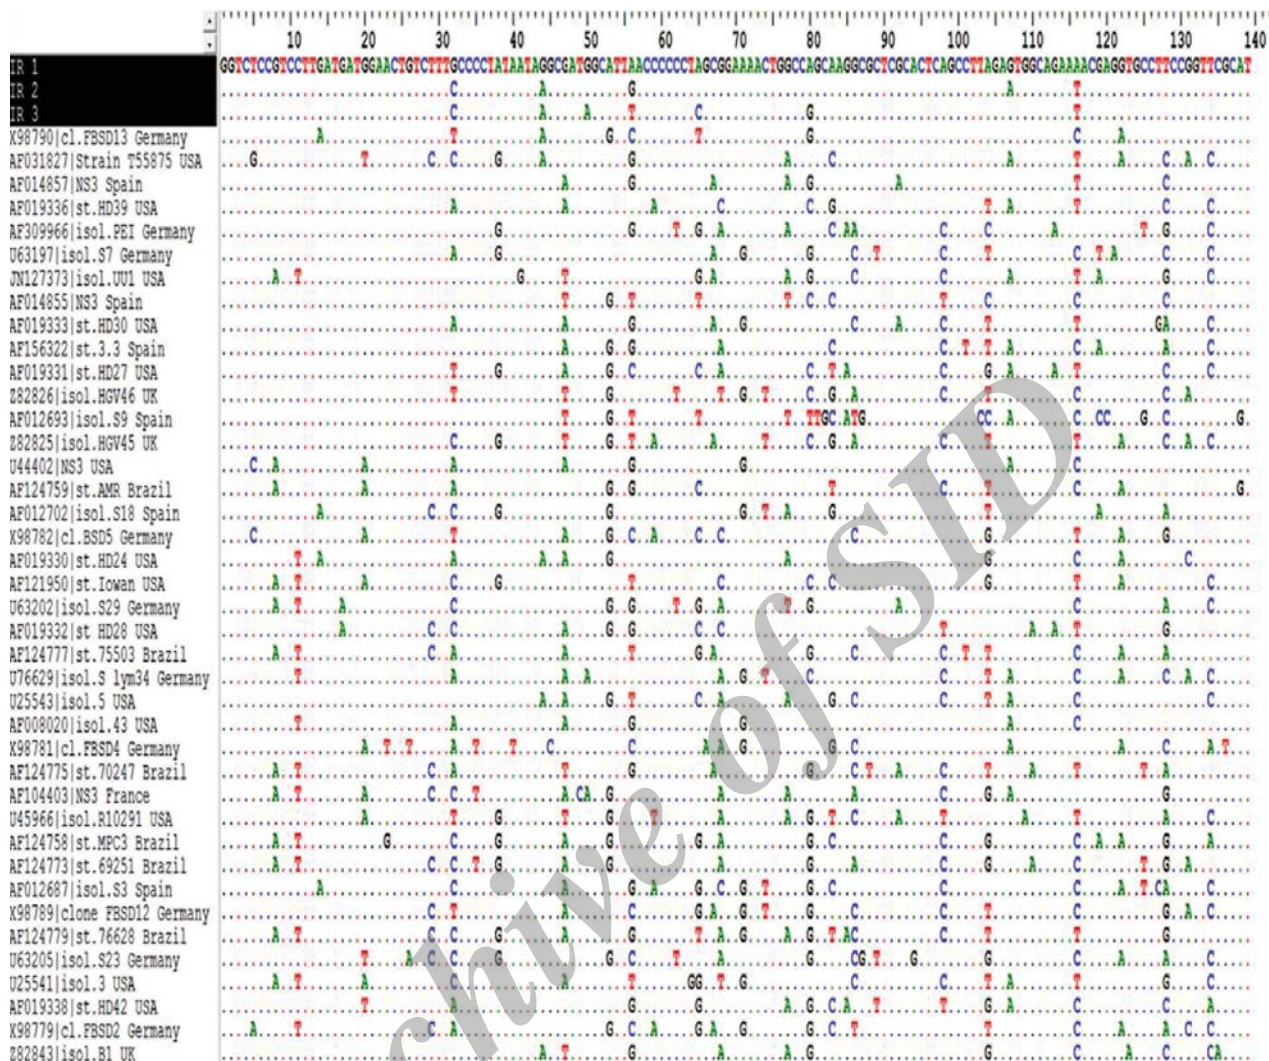 10 20 30 40 50 60 70 80 90 100 110 120 130 140
IR 1 GGTCTCCGTCCTTGATGATGGAACTGTCTTTGCCCCTATAATAGGCGATGGCATTAACCCCCCTAGCGGAAAACTGGCCAGCAAGGCGCTCGCACTCAGCCTTAGAGTGGCAGAAAACGAGGTGCCTTCCGGTTCGCAT
IR 2 C A G A T
IR 3 C A A T C G T
X98790|cl.FBSD13 Germany A T A G C T G C A
AF031827|Strain T55875 USA G T C C G A G A C A T A C A C
AF014857|NS3 Spain A G A A G A T C
AF019336|st.HD39 USA A A A C C G T A T C C
AF309966|isol.PEI Germany G G T G A A C A A C C A T G C
U63197|isol.S7 Germany A G A G G C T C T C T A C C
JN127373|isol.UU1 USA A T G T G A A G C C A T A G C
AF014855|NS3 Spain T G T T T C C T C C C
AF019333|st.HD30 USA A A G A G C A C T T G A C
AF156322|st.3.3 Spain A G G A C C T T A C A A C
AF019331|st.HD27 USA T G A G C C A C T A C G A A T C C
Z82826|isol.HGV46 UK T T G T T G T C G A C T C C A
AF012693|isol.S9 Spain T G T T T T T G C A T G C C A C C C G C G
Z82825|isol.HGV45 UK C G T G T A A T C G A C T T A C A C
U44402|NS3 USA C A A A A G G A C
AF124759|st.AMR Brazil A A A G G C T C T C A G
AF012702|isol.S18 Spain A C C G G G T A G T A A
X98782|cl.BSD5 Germany C A T A G C A C C C G T A G
AF019330|st.HD24 USA T A A A A G A G C A C
AF121950|st.Iowan USA A T A C G T C C C G T A C
U63202|isol.S29 Germany A T A C G G T G A T G A C A C
AF019332|st HD28 USA A C C A G G C C T A A T G
AF124777|st.75503 Brazil A T C A A T G A G C C T T C A A
U76629|isol.S lym34 Germany T A A A A G T C C T A C A C A C
U25543|isol.5 USA A A G T C A A G C C T A C C
AF008020|isol.43 USA T A A G G A C
X98781|cl.FBSD4 Germany A T T A T T C C A A G G C A A C A T
AF124775|st.70247 Brazil A T C A T G A G C T A C T A T T A
AF104403|NS3 France A T A C C T A C A G A A A C G A G
U45966|isol.R10291 USA A T G T G T A A G T C A T A T A C
AF124758|st.MPC3 Brazil A T G C G A G G A G C C G C A A G A
AF124773|st.69251 Brazil A T C C T G A G A G A C G A C T G A
AF012687|isol.S3 Spain A C A G A G C G T G C C C A T C A C
X98789|clone FBSD12 Germany C T A C G A G T G C C T C G A C
AF124779|st.76628 Brazil A T C C G A G T A G A G T A C C T T G
U63205|isol.S23 Germany T A C C G G C T A G C G T G G C A A C
U25541|isol.3 USA A T A C A T G G T G C C T A T G C
AF019338|st.HD42 USA T A G G A G C A T T G A C C A
X98779|cl.FBSD2 Germany A T C A G C A G A G G C T T C A A C C
Z82843|isol.B1 UK A T G A A G G C C C A
Archive of SID